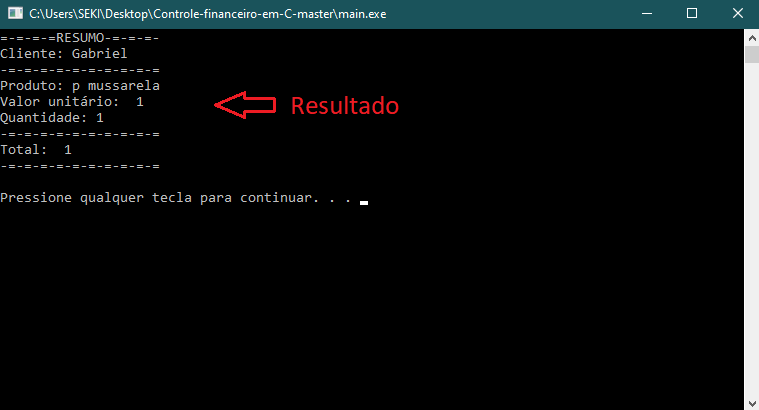 C:\Users\SEKI\Desktop\Controle-financeiro-em-C-master\main.exe
=-=-=-=RESUMO--=-=-
Cliente: Gabriel
-=-=-=-=-=-=-=-=-=-=
Produto: p mussarela
Valor unitário:  1
Resultado
Quantidade: 1
-=-=-=-=-=-=-=-=-=-=
Total:  1
-=-=-=-=-=-=-=-=-=-=
Pressione qualquer tecla para continuar. . .